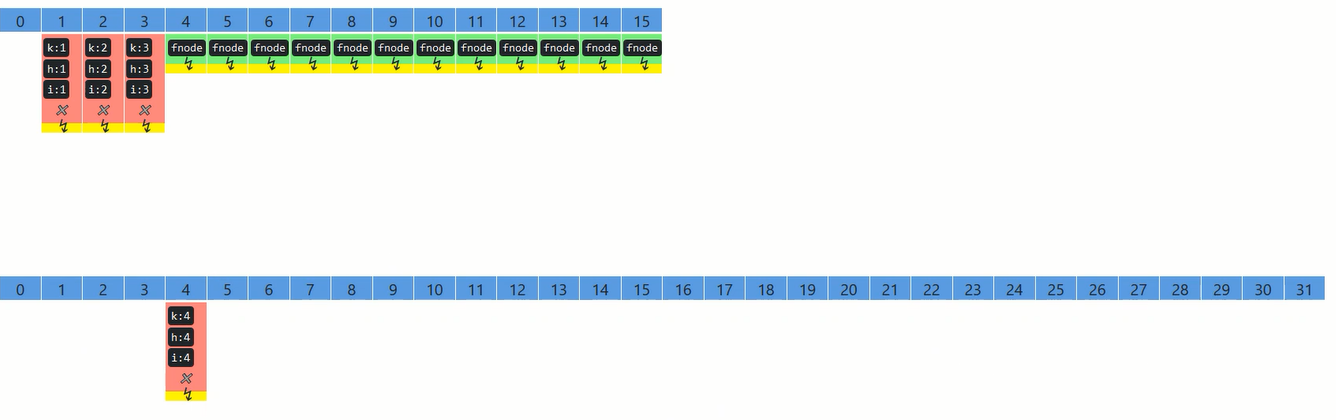 0 1 2 3 4 5 6 7 8 9 10 11 12 13 14 15
k:1 k:2 k:3 fnode fnode fnode fnode fnode fnode fnode fnode fnode fnode fnode fnode
h:1 h:2 h:3
i:1 i:2 i:3
0 1 2 3 4 5 6 7 8 9 10 11 12 13 14 15 16 17 18 19 20 21 22 23 24 25 26 27 28 29 30 31
k:4
h:4
i:4